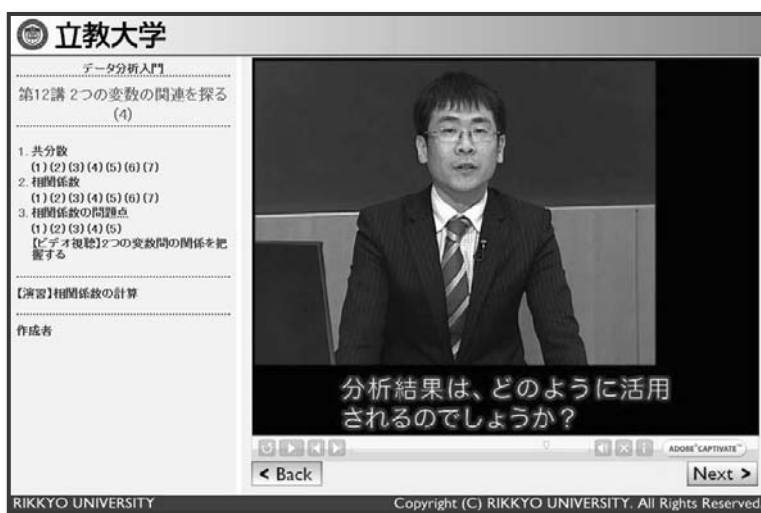 立教大学
データ分析入門
第12講 2つの変数の関連を探る
(4)
1. 共分散
(1) (2) (3) (4) (5) (6) (7)
2. 相関係数
(1) (2) (3) (4) (5) (6) (7)
3. 相関係数の問題点
(1) (2) (3) (4) (5)
【ビデオ視聴】2つの変数間の関係を把
握する
【演習】相関係数の計算
作成者
分析結果は、どのように活用
されるのでしょうか？
ADOBE® CAPTIVATE™
< Back
Next >
RIKKYO UNIVERSITY
Copyright (C) RIKKYO UNIVERSITY. All Rights Reserved